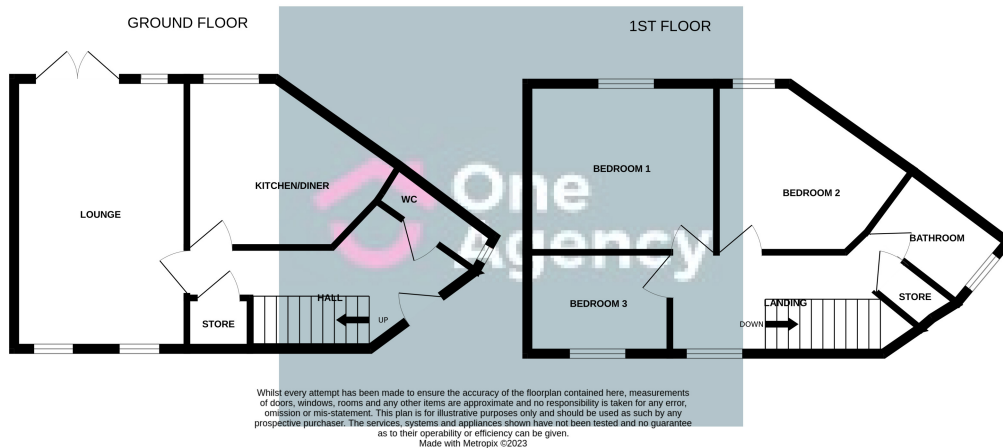 GROUND FLOOR
LOUNGE
KITCHEN/DINER
WC
HALL
UP
STORE
1ST FLOOR
BEDROOM 1
BEDROOM 2
BATHROOM
BEDROOM 3
LANDING
DOWN
STORE
One
Agency
Whilst every attempt has been made to ensure the accuracy of the floorplan contained here, measurements
of doors, windows, rooms and any other items are approximate and no responsibility is taken for any error,
omission or mis-statement. This plan is for illustrative purposes only and should be used as such by any
prospective purchaser. The services, systems and appliances shown have not been tested and no guarantee
as to their operability or efficiency can be given.
Made with Metropix ©2023